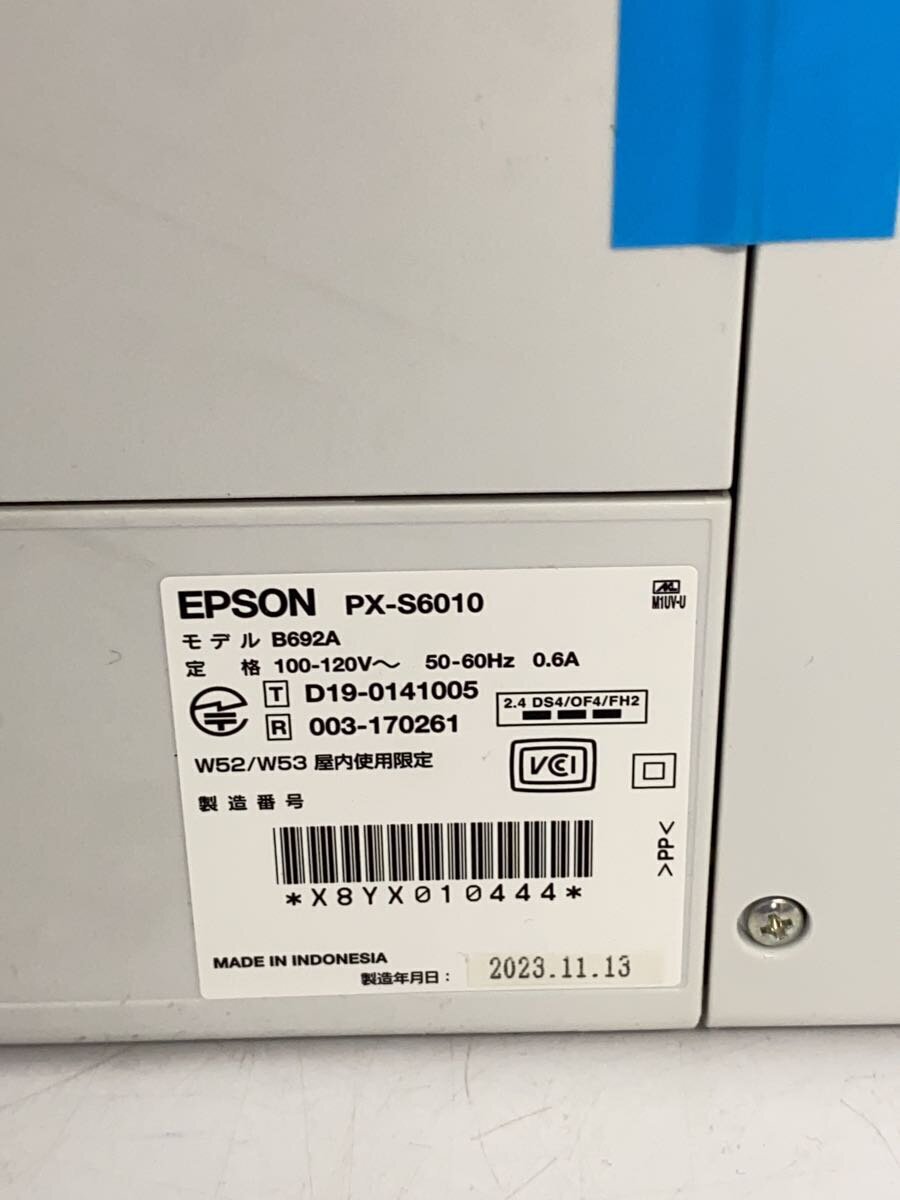 EPSON PX-S6010
M1UV-U
モデル B692A
定 格 100-120V～ 50-60Hz 0.6A
T D19-0141005
R 003-170261
2.4 DS4/OF4/FH2
W52/W53 屋内使用限定
VCCI
製造番号
*X8YX010444*
>PP<
MADE IN INDONESIA
製造年月日： 2023.11.13